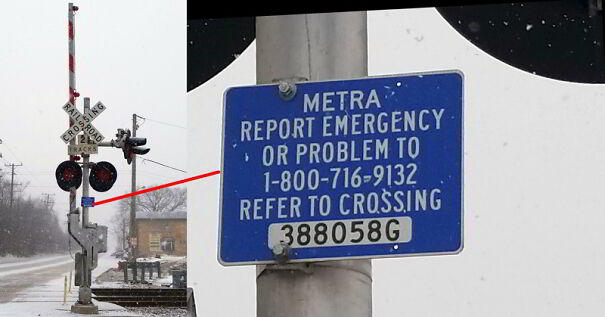 RAILROAD
CROSSING
2
TRACKS
METRA
REPORT EMERGENCY
OR PROBLEM TO
1-800-716-9132
REFER TO CROSSING
388058G